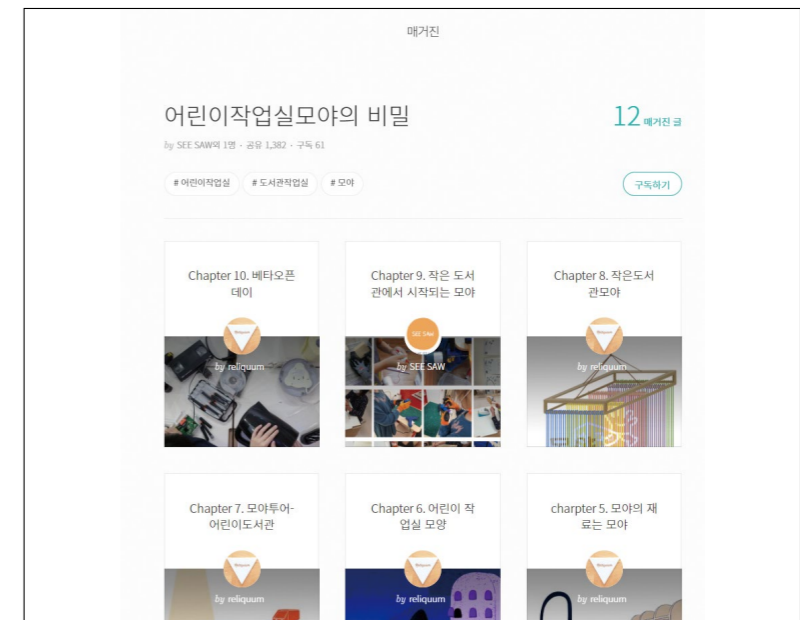 매거진
어린이작업실모야의 비밀
12 매거진 글
by SEE SAW외 1명 · 공유 1,382 · 구독 61
# 어린이작업실 # 도서관작업실 # 모야
구독하기
Chapter 10. 베타오픈
데이
by reliquum
Chapter 9. 작은 도서
관에서 시작되는 모야
SEE SAW
by SEE SAW
Chapter 8. 작은도서
관모야
by reliquum
Chapter 7. 모야투어-
어린이도서관
by reliquum
Chapter 6. 어린이 작
업실 모양
by reliquum
charpter 5. 모야의 재
료는 모야
by reliquum